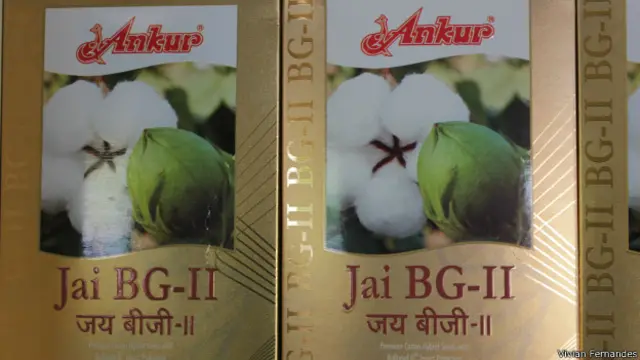 Ankur
Jai BG-II
जय बीजी-II
BG-II BG-II
Ankur
Jai BG-II
जय बीजी-II
BG-II BG-II
Vivian Fernandes